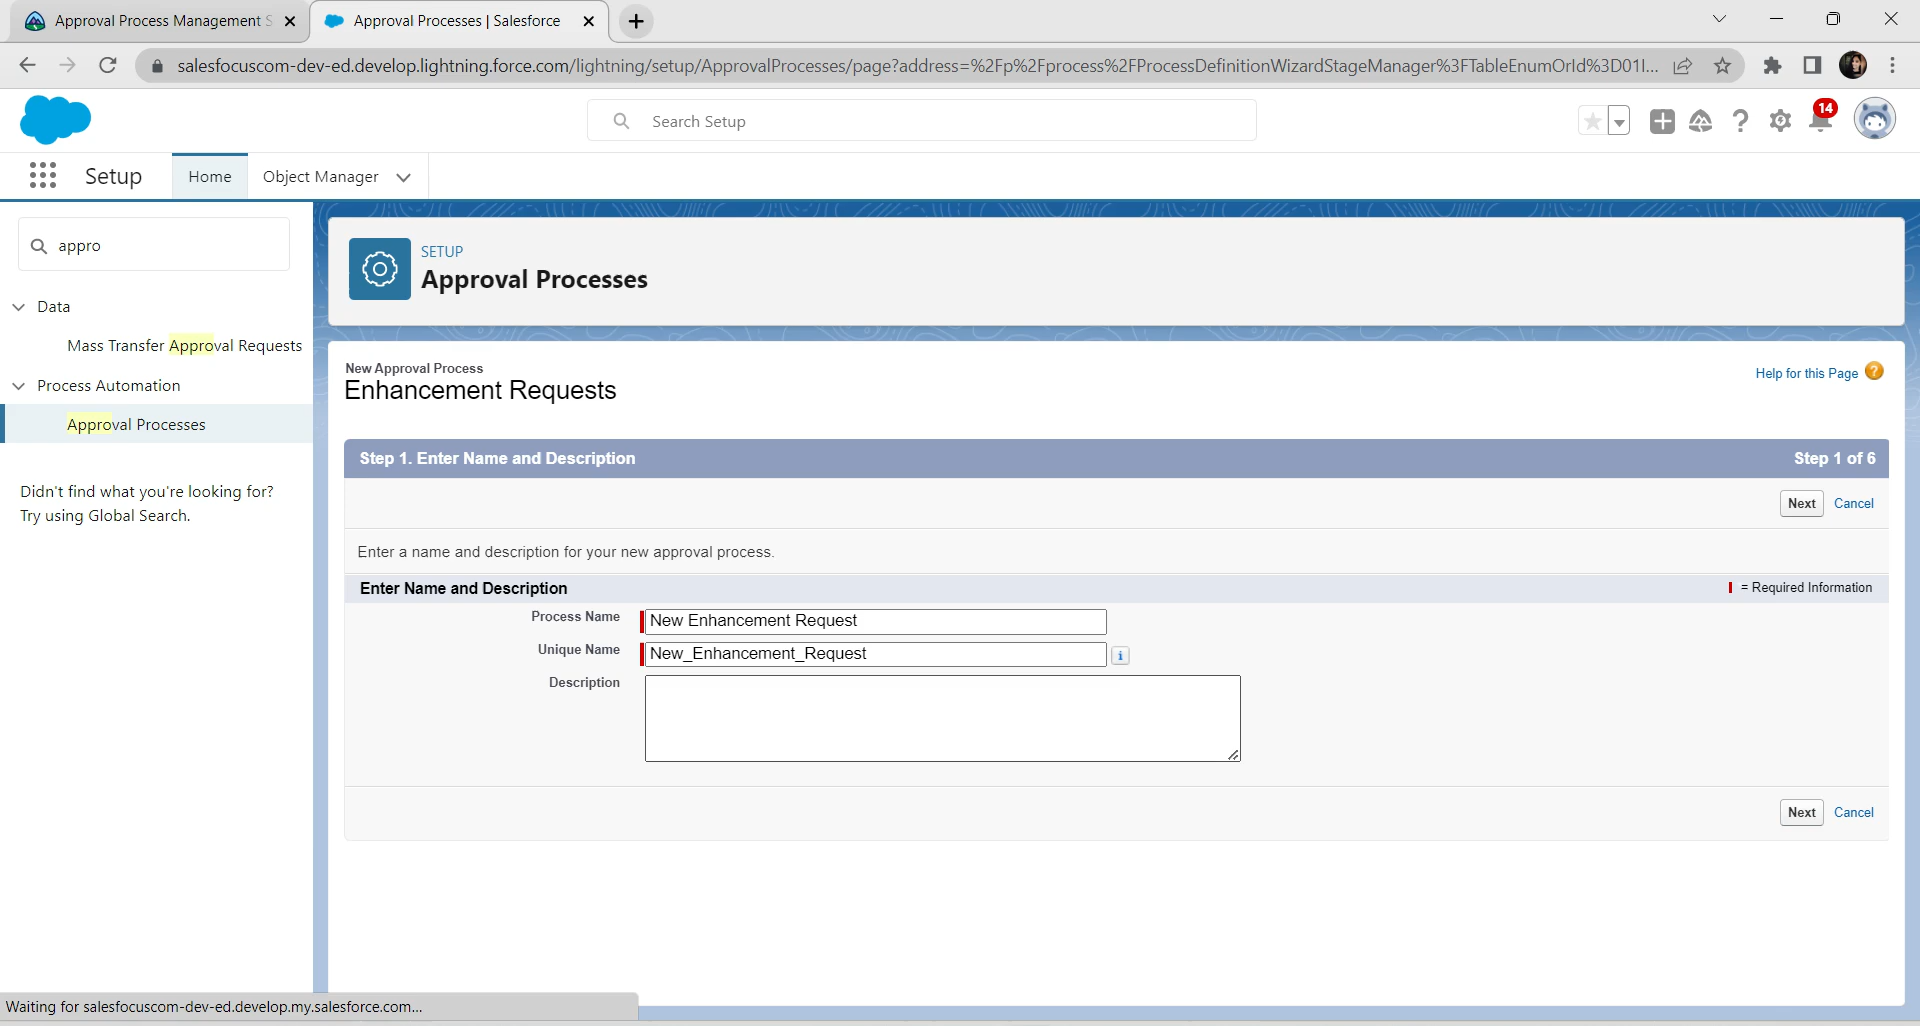 Approval Process Management S
Approval Processes | Salesforce
salesfocuscom-dev-ed.develop.lightning.force.com/lightning/setup/ApprovalProcesses/page?address=%2Fp%2Fprocess%2FProcessDefinitionWizardStageManager%3FTableEnumOrId%3D01I...
Search Setup
14
Setup
Home
Object Manager
appro
Data
Mass Transfer Approval Requests
Process Automation
Approval Processes
Didn't find what you're looking for?
Try using Global Search.
SETUP
Approval Processes
New Approval Process
Enhancement Requests
Help for this Page
Step 1. Enter Name and Description
Step 1 of 6
Next
Cancel
Enter a name and description for your new approval process.
Enter Name and Description
= Required Information
Process Name
New Enhancement Request
Unique Name
New_Enhancement_Request
i
Description
Next
Cancel
Waiting for salesfocuscom-dev-ed.develop.my.salesforce.com...